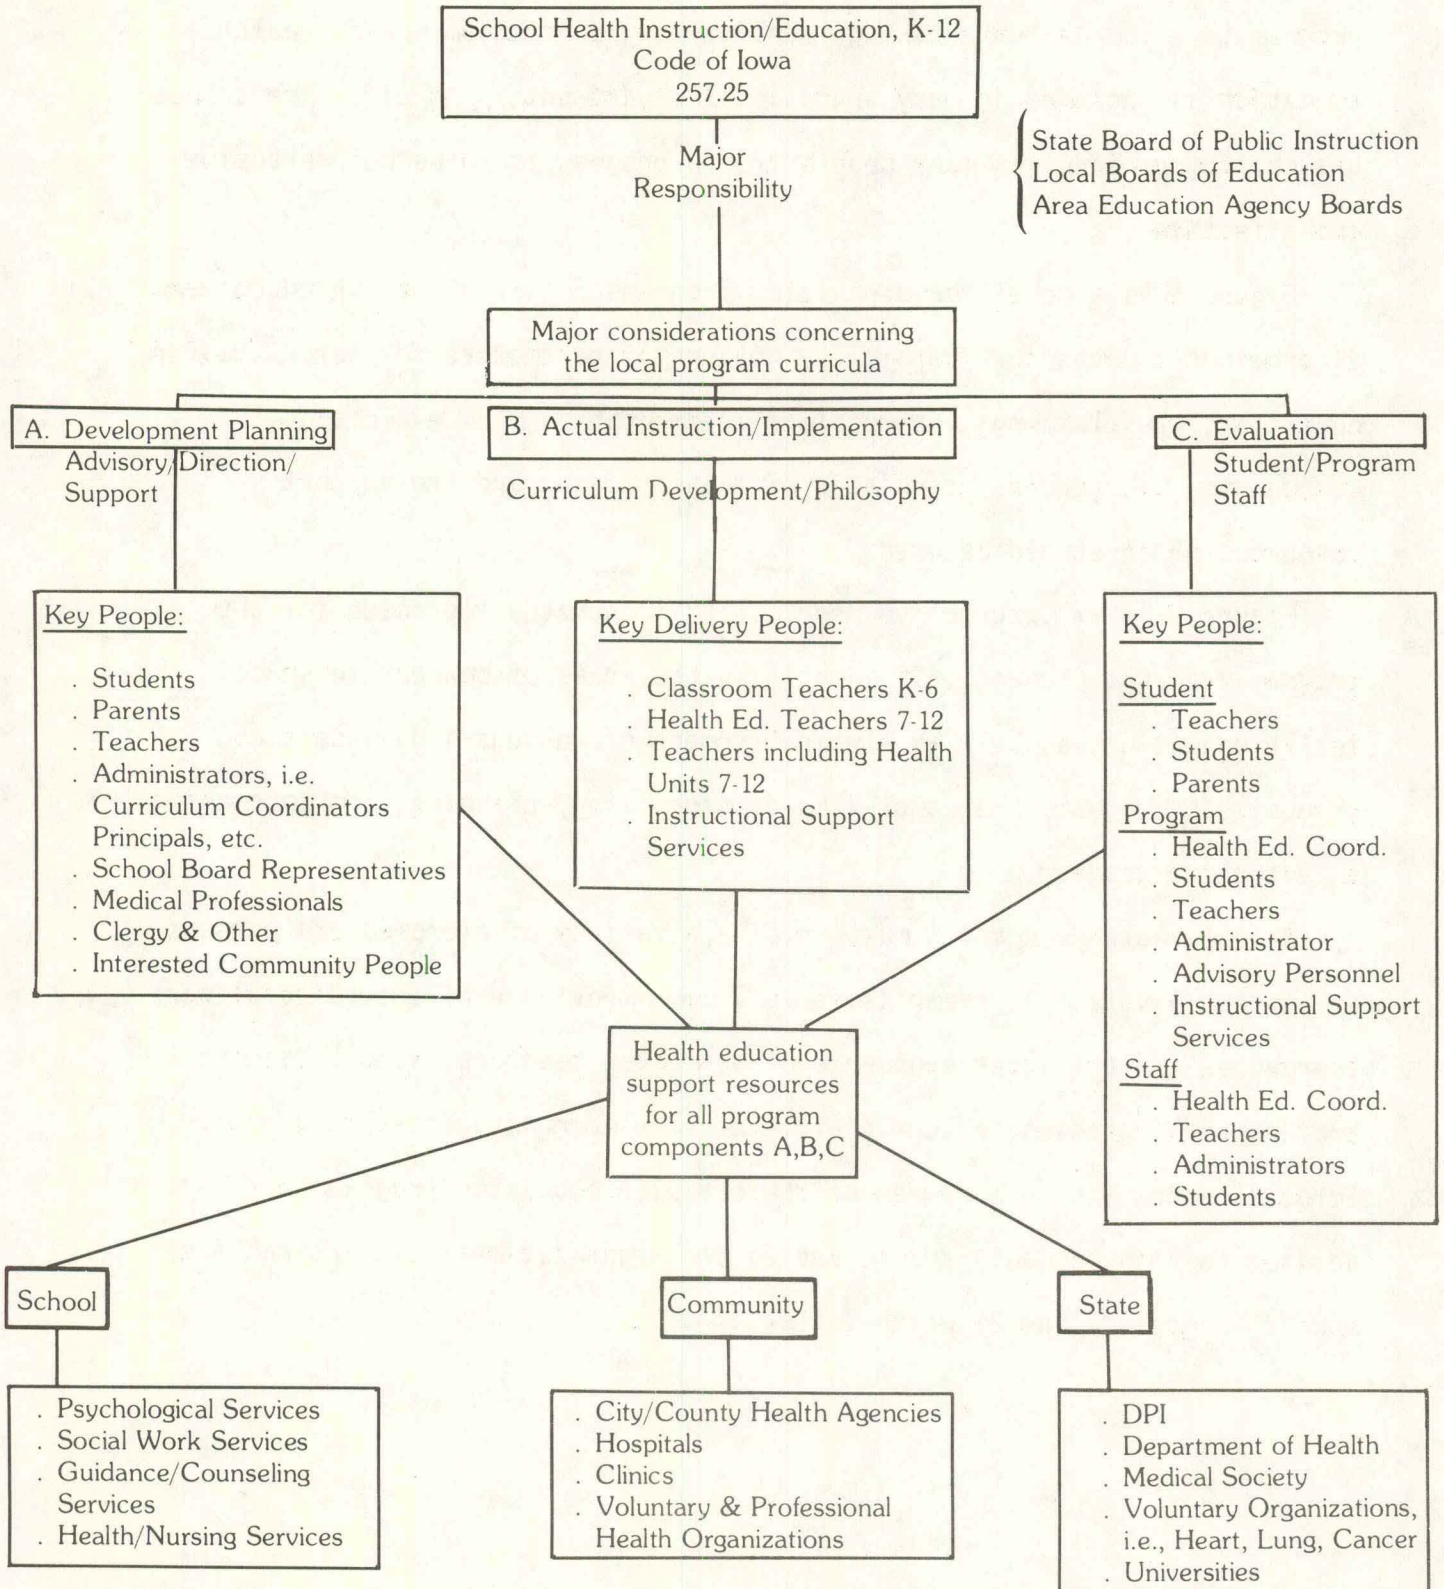 School Health Instruction/Education, K-12
Code of Iowa
257.25
Major
Responsibility
State Board of Public Instruction
Local Boards of Education
Area Education Agency Boards
Major considerations concerning
the local program curricula
A. Development Planning
Advisory/Direction/
Support
B. Actual Instruction/Implementation
Curriculum Development/Philosophy
C. Evaluation
Student/Program
Staff
Key People:
. Students
. Parents
. Teachers
. Administrators, i.e.
Curriculum Coordinators
Principals, etc.
. School Board Representatives
. Medical Professionals
. Clergy & Other
. Interested Community People
Key Delivery People:
. Classroom Teachers K-6
. Health Ed. Teachers 7-12
. Teachers including Health
Units 7-12
. Instructional Support
Services
Key People:
Student
. Teachers
. Students
. Parents
Program
. Health Ed. Coord.
. Students
. Teachers
. Administrator
. Advisory Personnel
. Instructional Support
Services
Staff
. Health Ed. Coord.
. Teachers
. Administrators
. Students
Health education
support resources
for all program
components A,B,C
School
. Psychological Services
. Social Work Services
. Guidance/Counseling
Services
. Health/Nursing Services
Community
. City/County Health Agencies
. Hospitals
. Clinics
. Voluntary & Professional
Health Organizations
State
. DPI
. Department of Health
. Medical Society
. Voluntary Organizations,
i.e., Heart, Lung, Cancer
. Universities